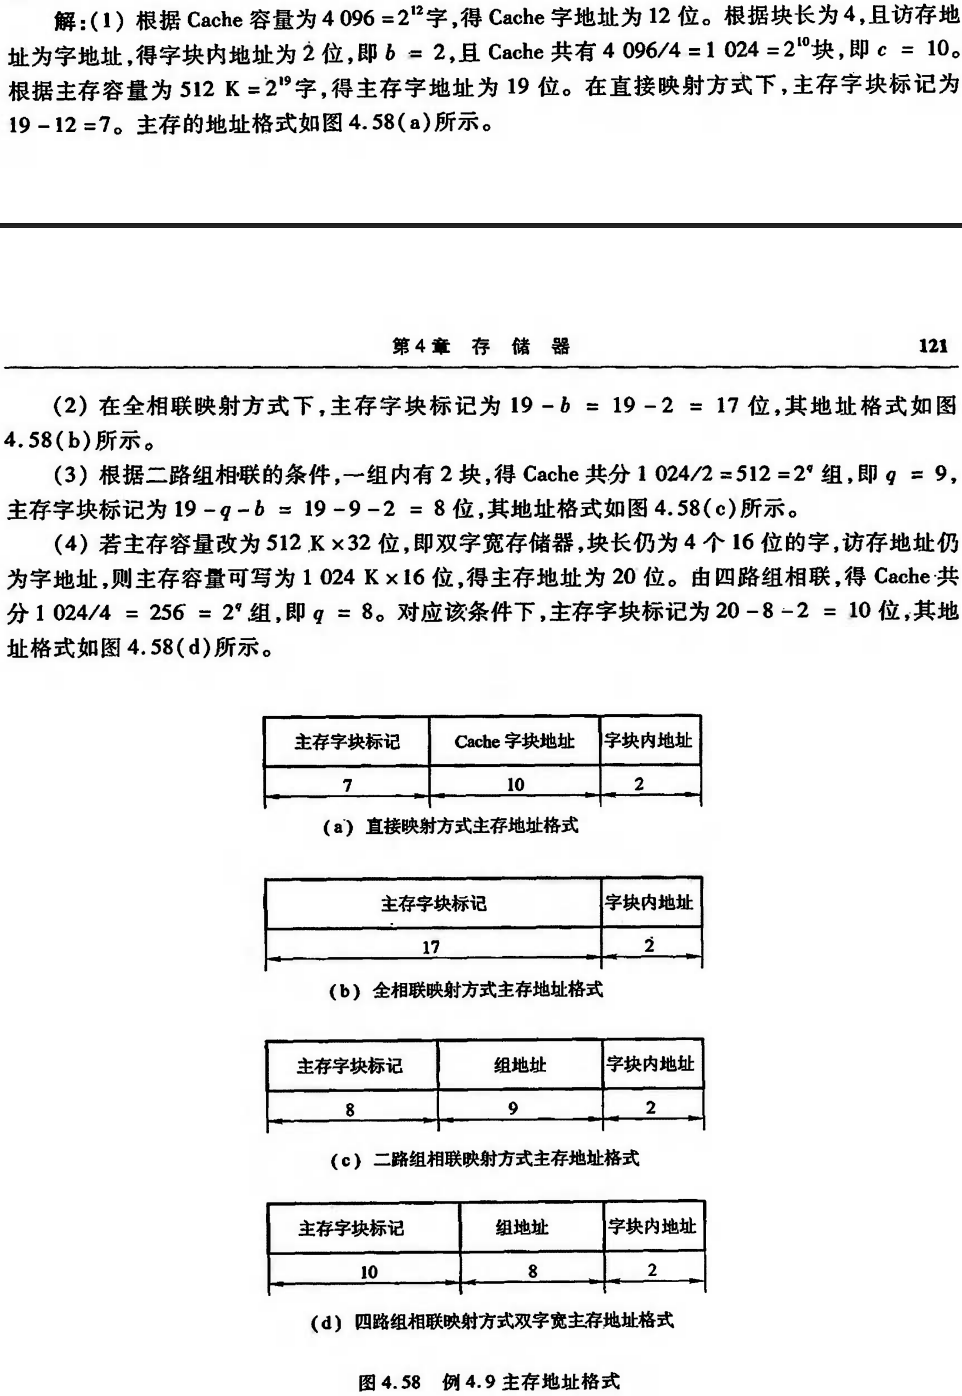 解:(1) 根据 Cache 容量为 4 096 = 2¹²字,得 Cache 字地址为 12 位。根据块长为 4,且访存地
址为字地址,得字块内地址为 2 位,即 b = 2,且 Cache 共有 4 096/4 = 1 024 = 2¹⁰块,即 c = 10。
根据主存容量为 512 K = 2¹⁹字,得主存字地址为 19 位。在直接映射方式下,主存字块标记为
19 - 12 = 7。主存的地址格式如图 4.58(a)所示。
第 4 章 存 储 器 121
(2) 在全相联映射方式下,主存字块标记为 19 - b = 19 - 2 = 17 位,其地址格式如图
4.58(b)所示。
(3) 根据二路组相联的条件,一组内有 2 块,得 Cache 共分 1 024/2 = 512 = 2^q 组,即 q = 9,
主存字块标记为 19 - q - b = 19 - 9 - 2 = 8 位,其地址格式如图 4.58(c)所示。
(4) 若主存容量改为 512 K×32 位,即双字宽存储器,块长仍为 4 个 16 位的字,访存地址仍
为字地址,则主存容量可写为 1 024 K×16 位,得主存地址为 20 位。由四路组相联,得 Cache 共
分 1 024/4 = 256 = 2^q 组,即 q = 8。对应该条件下,主存字块标记为 20 - 8 - 2 = 10 位,其地
址格式如图 4.58(d)所示。
主存字块标记 Cache 字块地址 字块内地址
7 10 2
(a) 直接映射方式主存地址格式
主存字块标记 字块内地址
17 2
(b) 全相联映射方式主存地址格式
主存字块标记 组地址 字块内地址
8 9 2
(c) 二路组相联映射方式主存地址格式
主存字块标记 组地址 字块内地址
10 8 2
(d) 四路组相联映射方式双字宽主存地址格式
图 4.58 例 4.9 主存地址格式